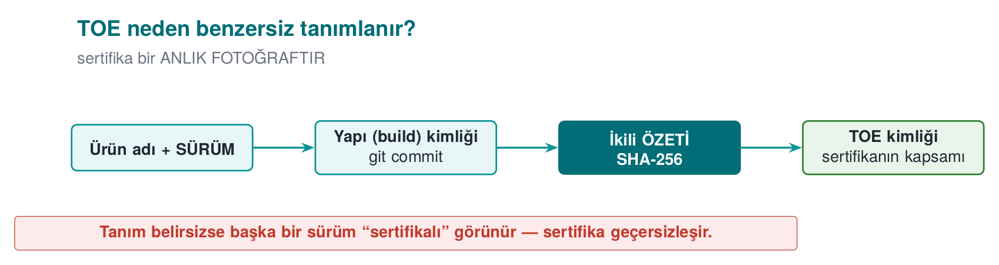 TOE neden benzersiz tanımlanır?
sertifika bir ANLIK FOTOĞRAFTIR
Ürün adı + SÜRÜM
Yapı (build) kimliği
git commit
İkili ÖZETİ
SHA-256
TOE kimliği
sertifikanın kapsamı
Tanım belirsizse başka bir sürüm “sertifikalı” görünür — sertifika geçersizleşir.